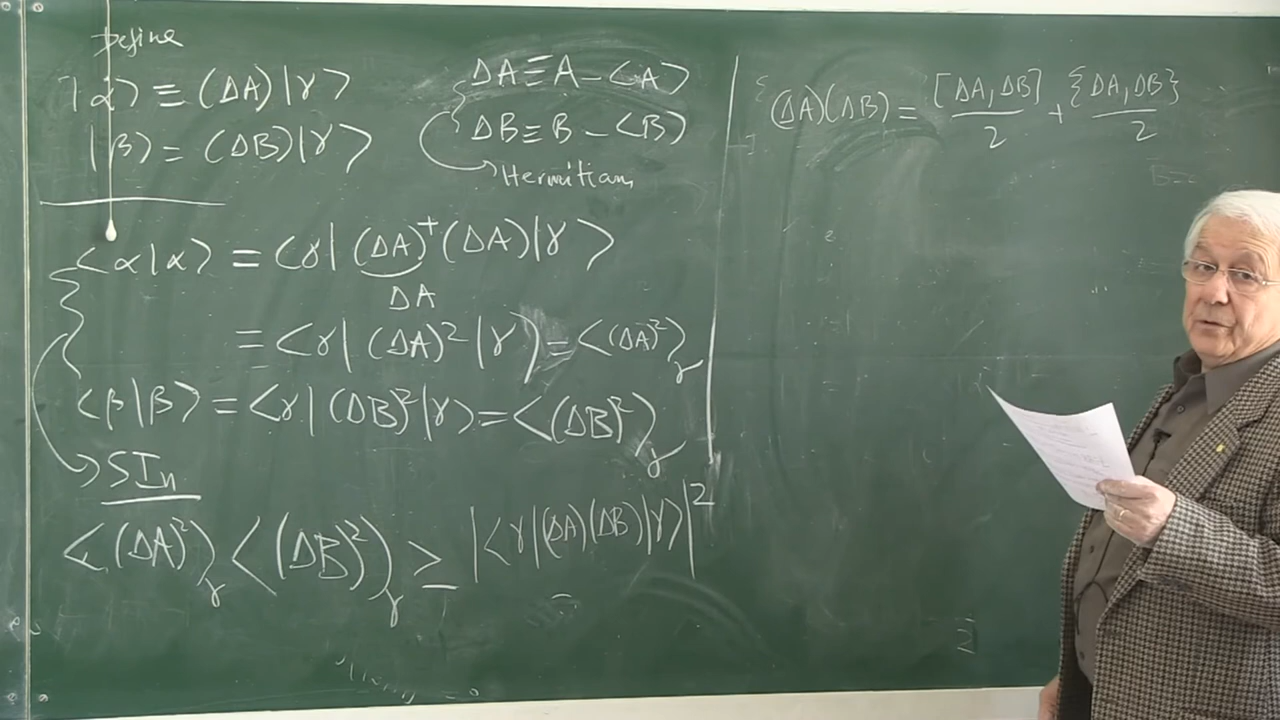 Define
|α> ≡ (ΔA)|γ>
|β> = (ΔB)|γ>
ΔA ≡ A - <A>
ΔB ≡ B - <B>
Hermitian
<α|α> = <γ|(ΔA)⁺(ΔA)|γ>
ΔA
= <γ|(ΔA)²|γ> = <(ΔA)²>γ
<β|β> = <γ|(ΔB)²|γ> = <(ΔB)²>γ
SIn
<(ΔA)²>γ <(ΔB)²>γ ≥ |<γ|(ΔA)(ΔB)|γ>|²
(ΔA)(ΔB) = [ΔA,ΔB]/2 + {ΔA,ΔB}/2